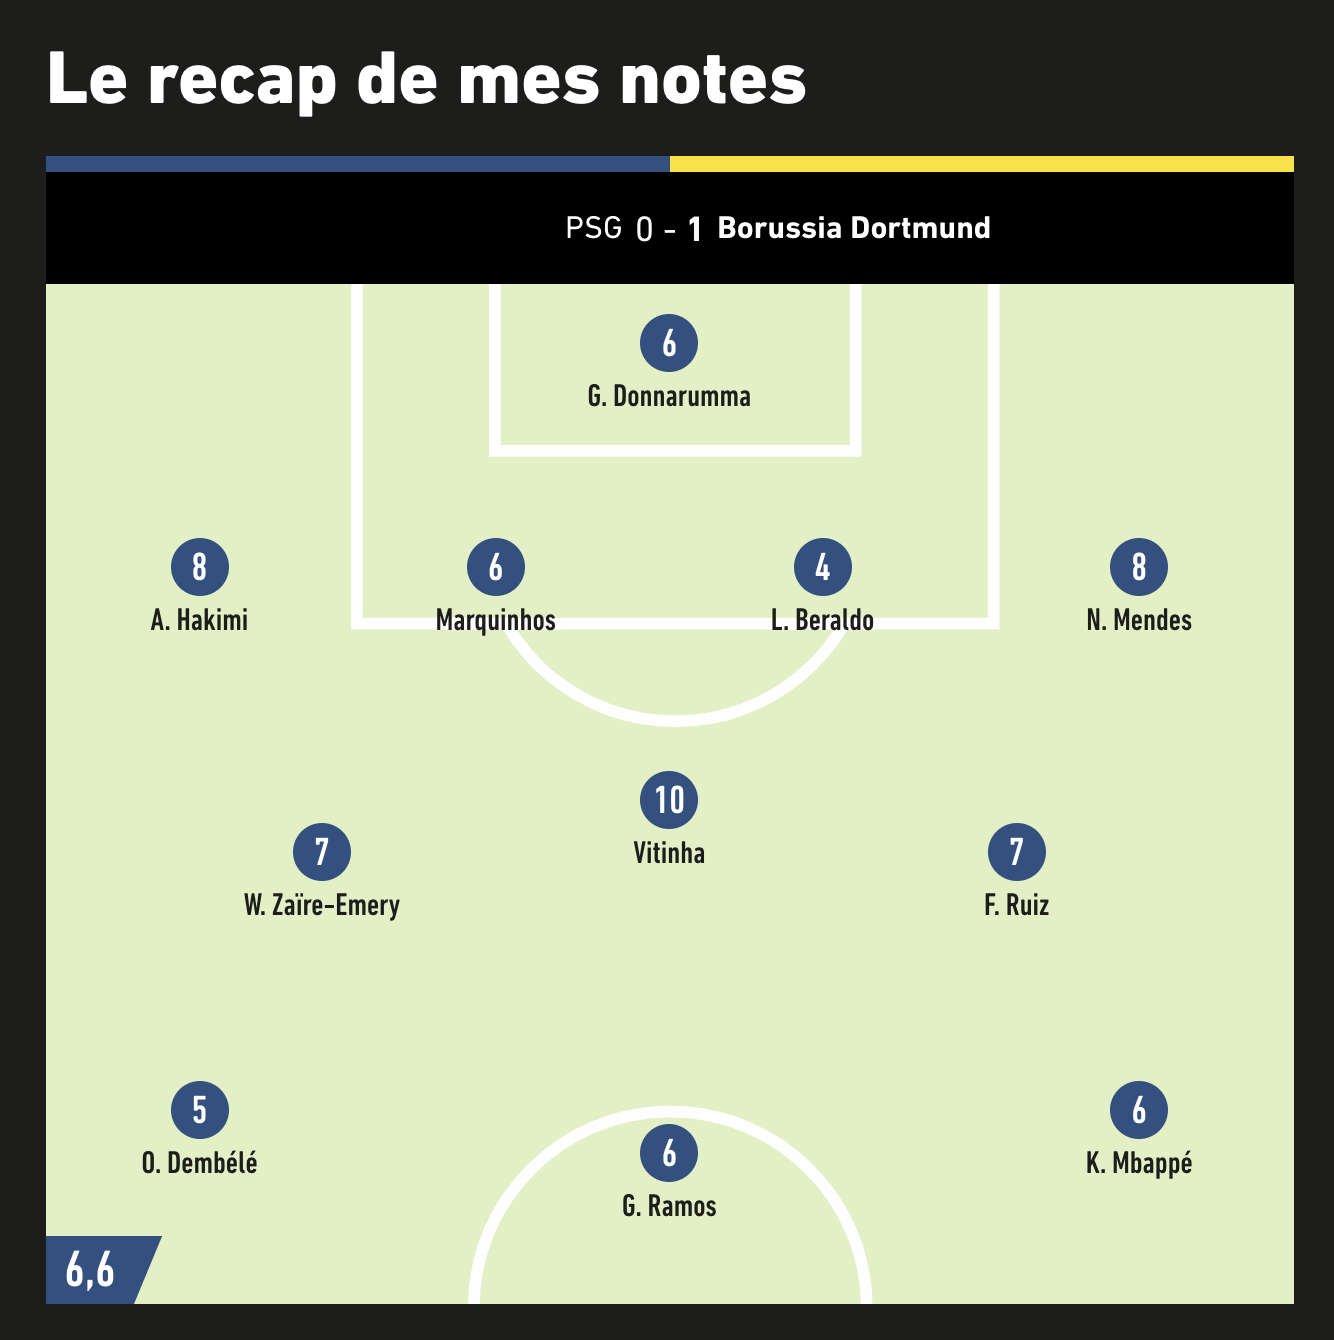 Le recap de mes notes
PSG 0 - 1 Borussia Dortmund
6
G. Donnarumma
8 6 4 8
A. Hakimi Marquinhos L. Beraldo N. Mendes
10
Vitinha
7 7
W. Zaïre-Emery F. Ruiz
5 6
O. Dembélé K. Mbappé
6
G. Ramos
6,6